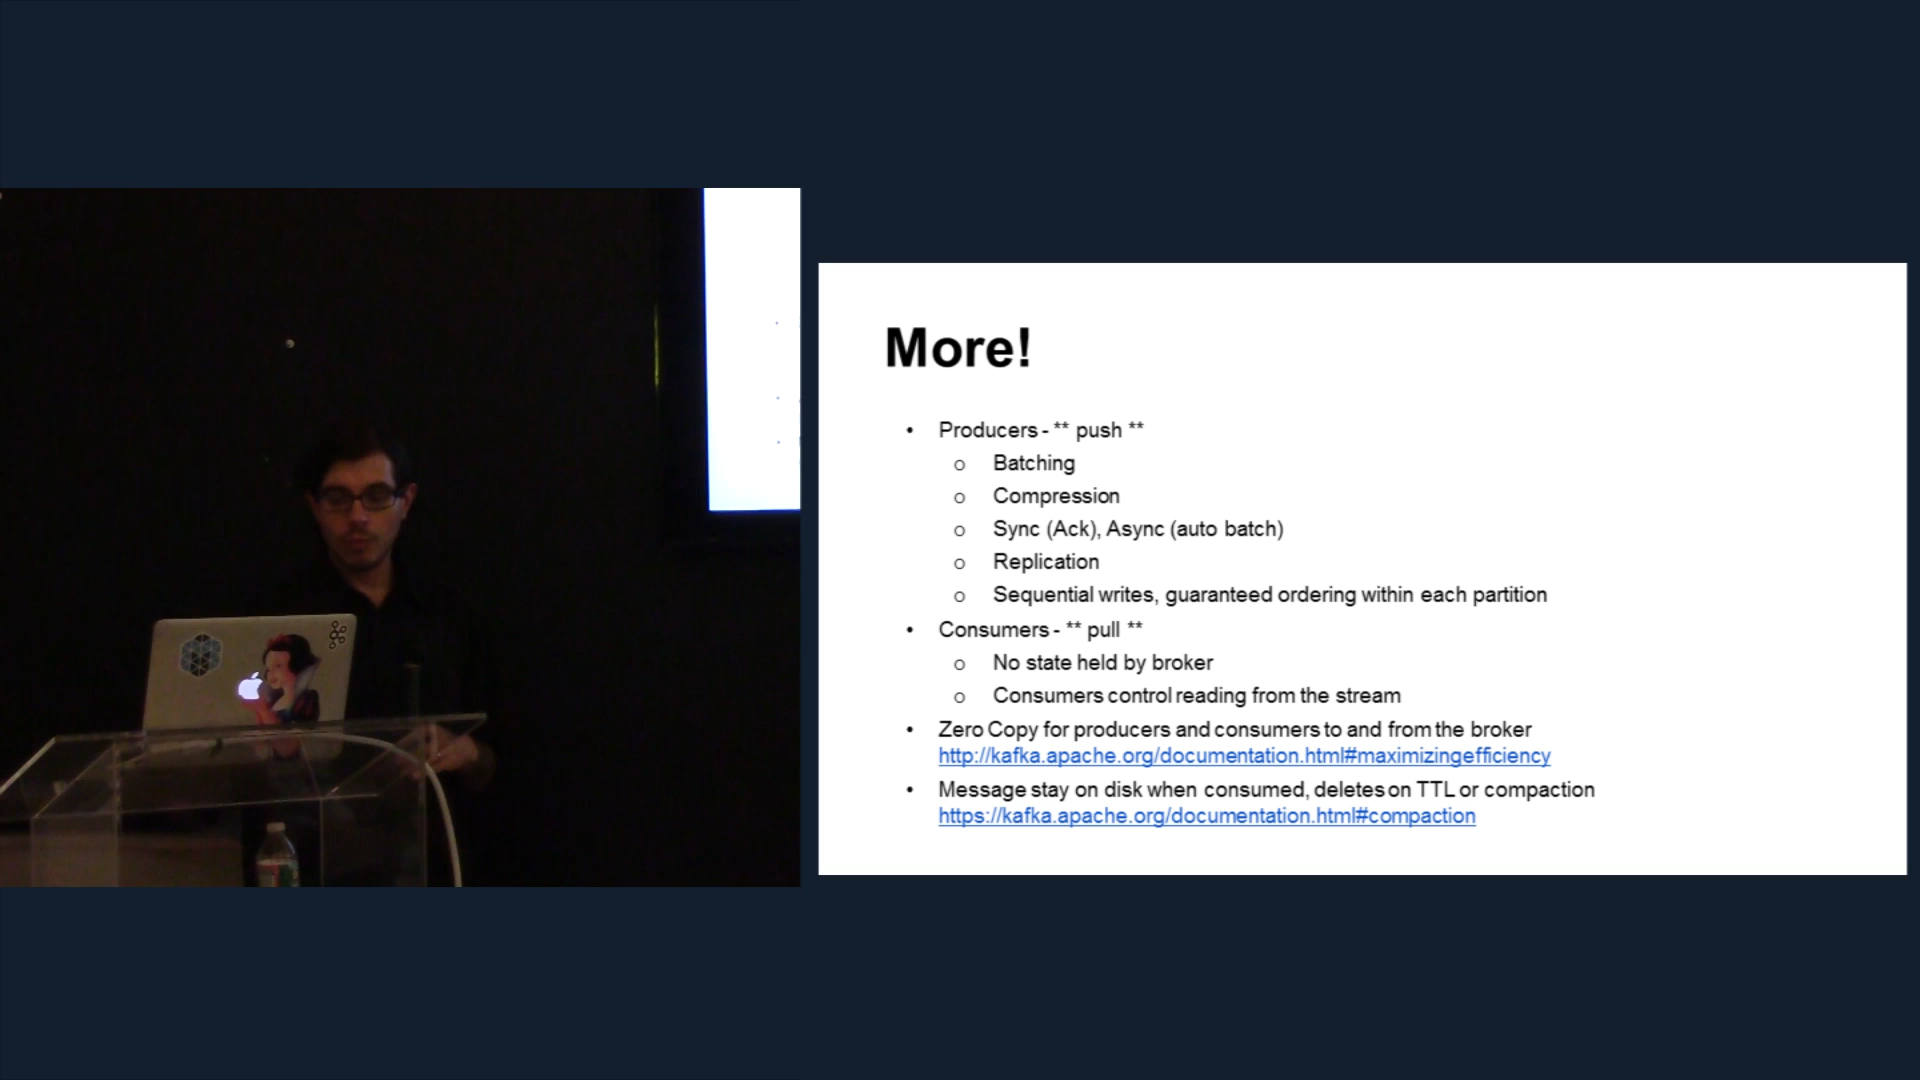 More!
• Producers - ** push **
o Batching
o Compression
o Sync (Ack), Async (auto batch)
o Replication
o Sequential writes, guaranteed ordering within each partition
• Consumers - ** pull **
o No state held by broker
o Consumers control reading from the stream
• Zero Copy for producers and consumers to and from the broker
http://kafka.apache.org/documentation.html#maximizingefficiency
• Message stay on disk when consumed, deletes on TTL or compaction
https://kafka.apache.org/documentation.html#compaction